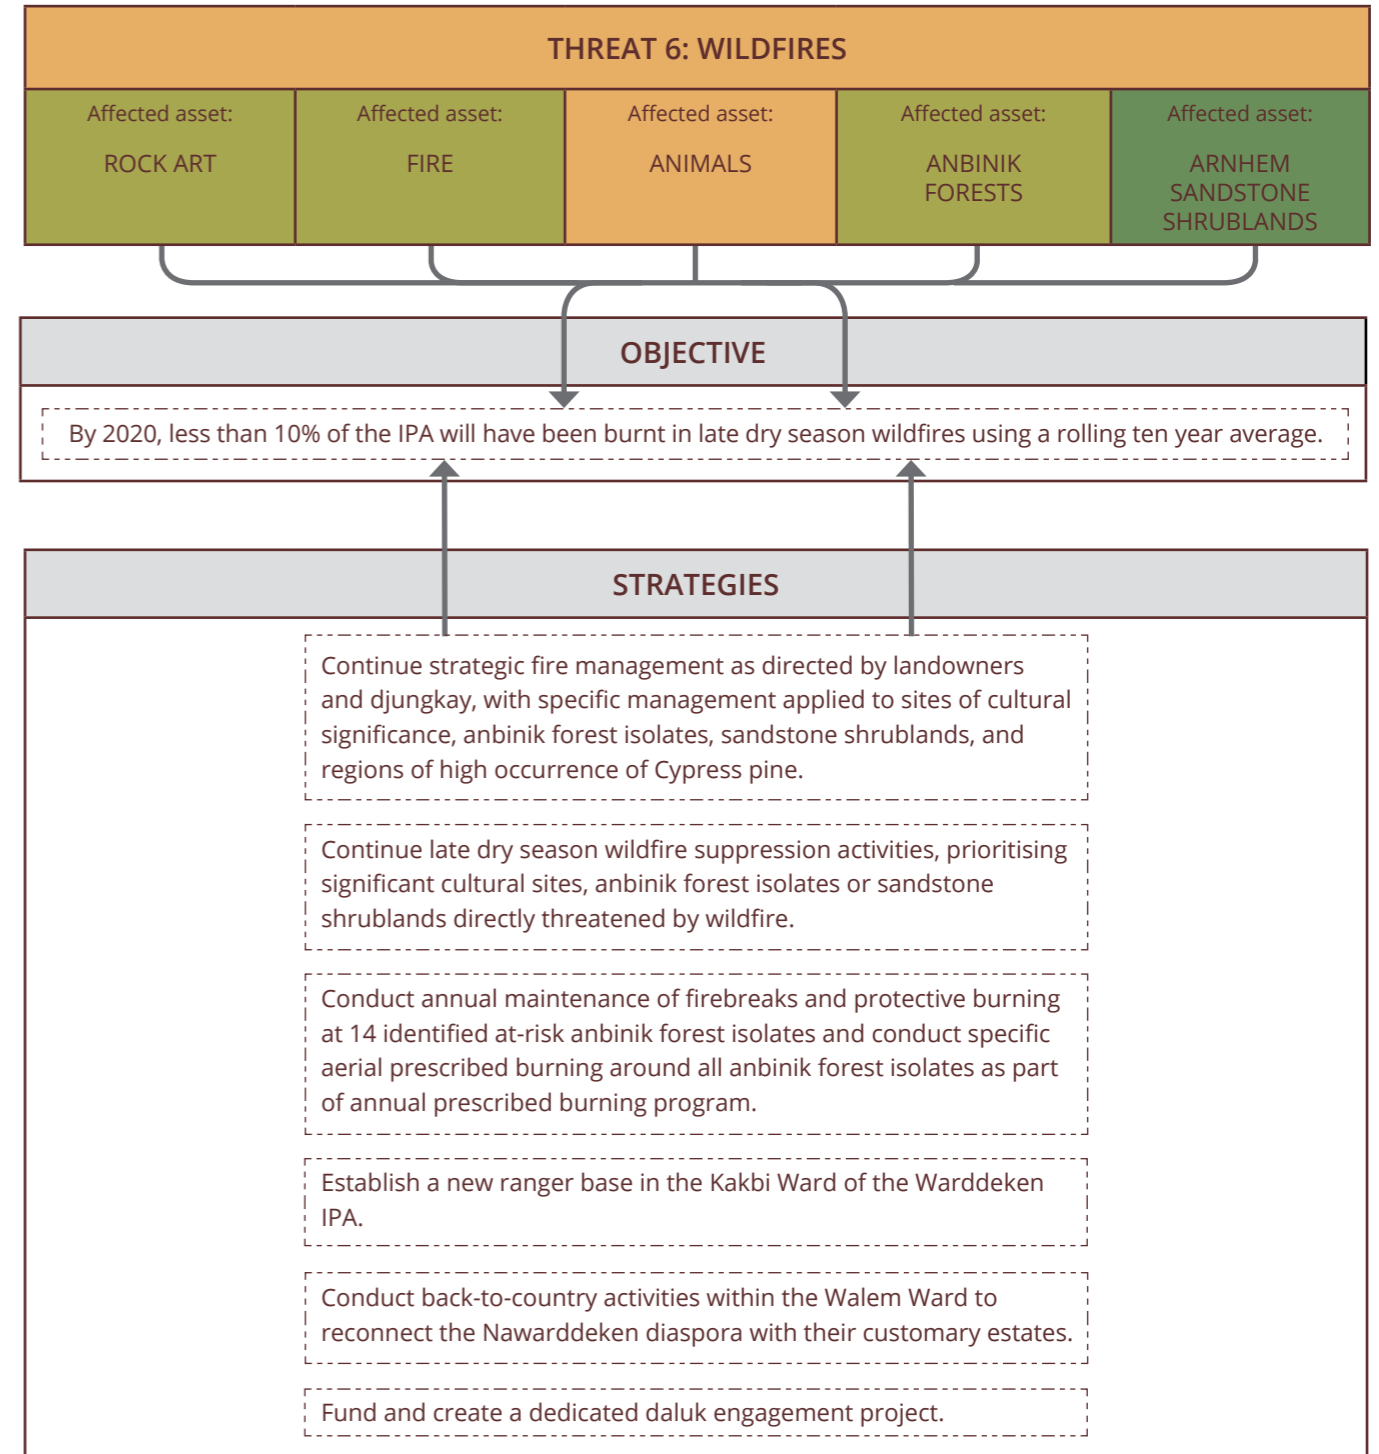 THREAT 6: WILDFIRES
Affected asset:
ROCK ART
Affected asset:
FIRE
Affected asset:
ANIMALS
Affected asset:
ANBINIK
FORESTS
Affected asset:
ARNHEM
SANDSTONE
SHRUBLANDS
OBJECTIVE
By 2020, less than 10% of the IPA will have been burnt in late dry season wildfires using a rolling ten year average.
STRATEGIES
Continue strategic fire management as directed by landowners
and djungkay, with specific management applied to sites of cultural
significance, anbinik forest isolates, sandstone shrublands, and
regions of high occurrence of Cypress pine.
Continue late dry season wildfire suppression activities, prioritising
significant cultural sites, anbinik forest isolates or sandstone
shrublands directly threatened by wildfire.
Conduct annual maintenance of firebreaks and protective burning
at 14 identified at-risk anbinik forest isolates and conduct specific
aerial prescribed burning around all anbinik forest isolates as part
of annual prescribed burning program.
Establish a new ranger base in the Kakbi Ward of the Warddeken
IPA.
Conduct back-to-country activities within the Walem Ward to
reconnect the Nawarddeken diaspora with their customary estates.
Fund and create a dedicated daluk engagement project.